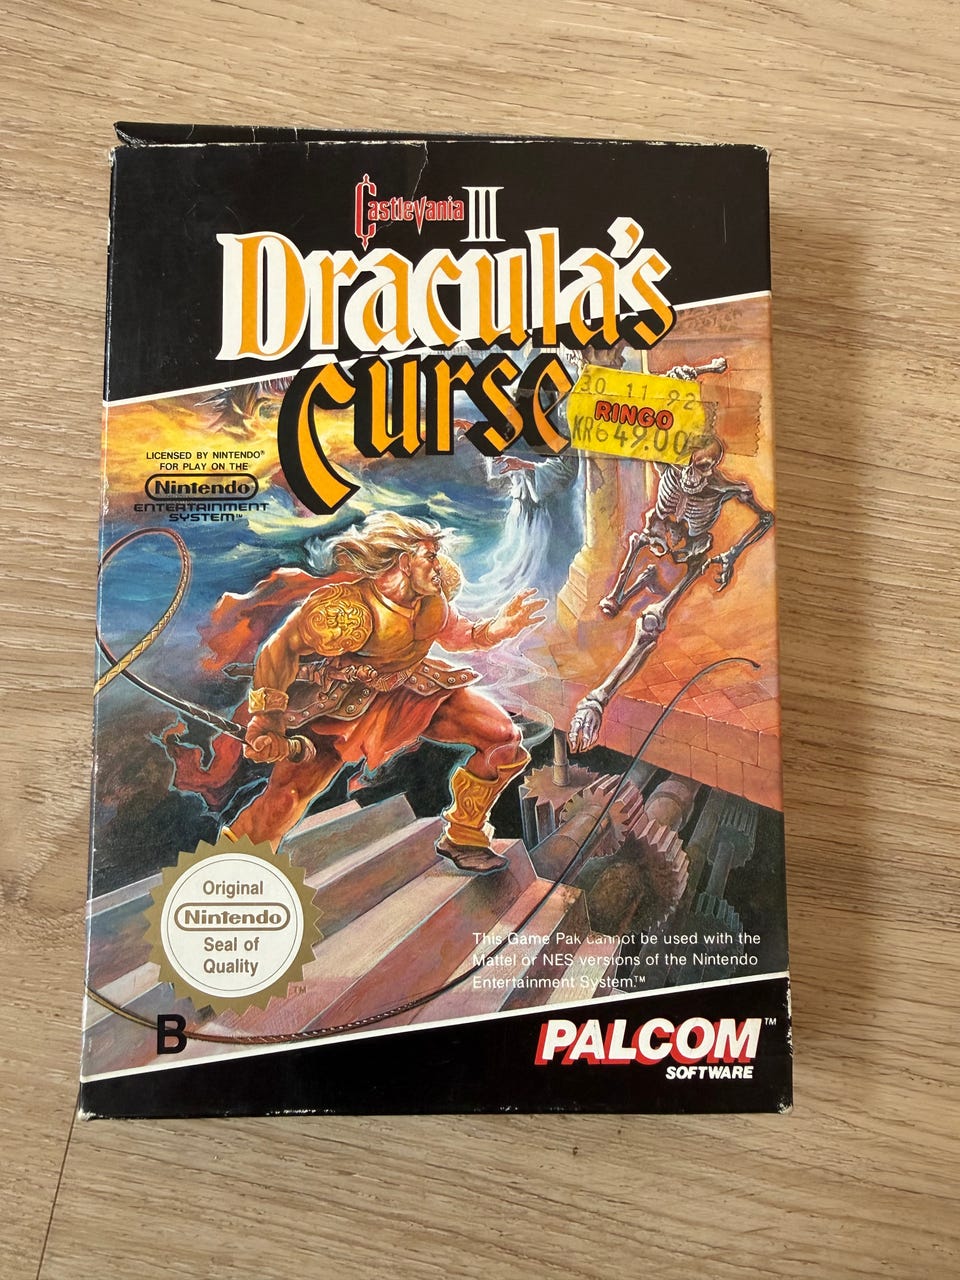 Castlevania III
Dracula's
Curse™
30 11 92
RINGO
KR649.00
LICENSED BY NINTENDO®
FOR PLAY ON THE
Nintendo®
ENTERTAINMENT
SYSTEM™
Original
Nintendo®
Seal of
Quality
TM
This Game Pak cannot be used with the
Mattel or NES versions of the Nintendo
Entertainment System.™
B
PALCOM™
SOFTWARE